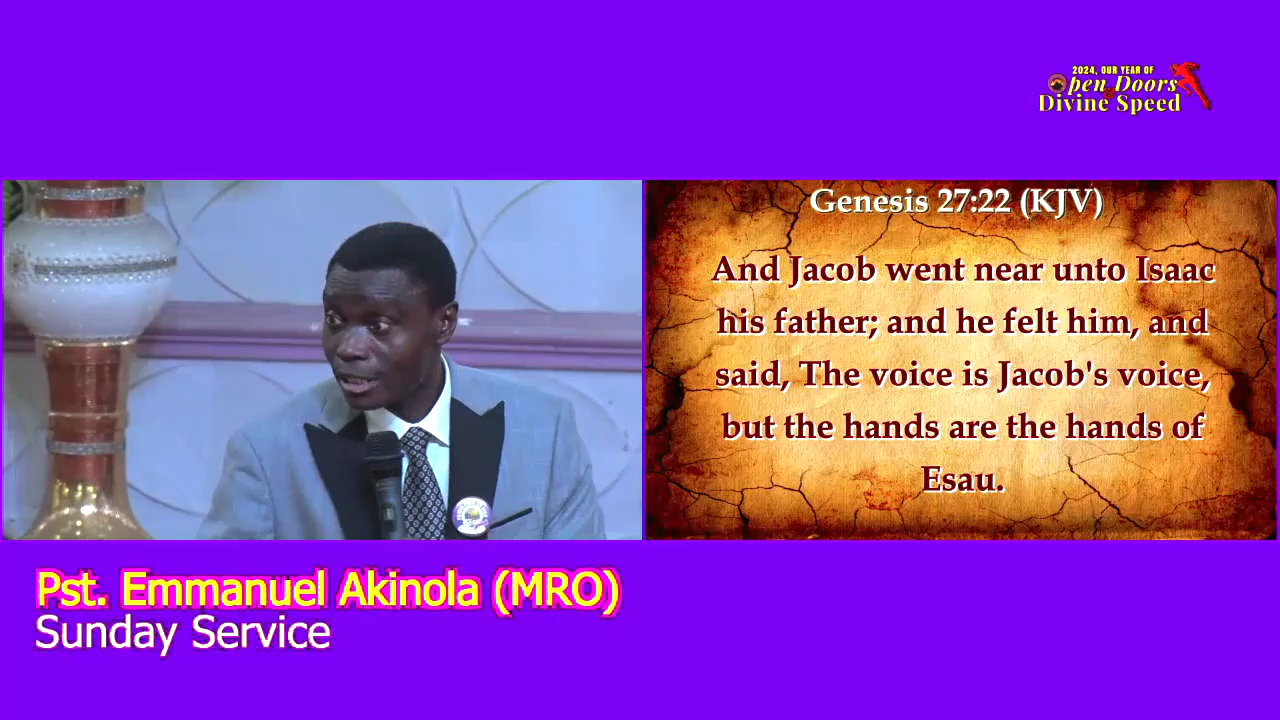 2024, OUR YEAR OF
Open Doors
Divine Speed
Genesis 27:22 (KJV)
And Jacob went near unto Isaac
his father; and he felt him, and
said, The voice is Jacob's voice,
but the hands are the hands of
Esau.
Pst. Emmanuel Akinola (MRO)
Sunday Service